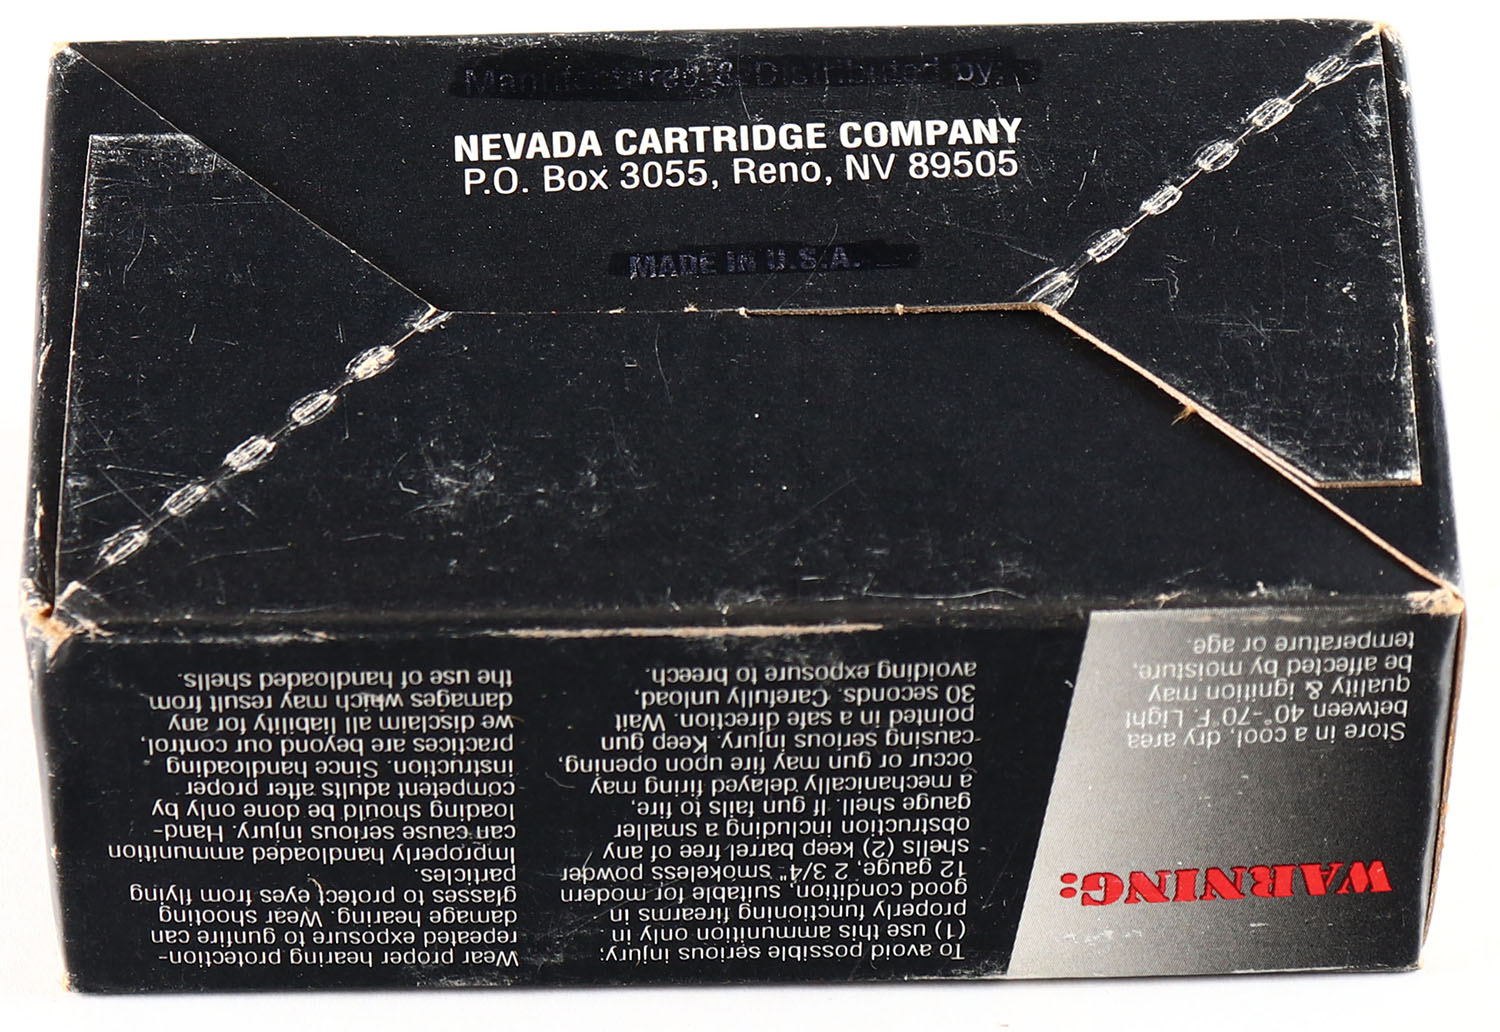 Manufactured & Distributed by:
NEVADA CARTRIDGE COMPANY
P.O. Box 3055, Reno, NV 89505
MADE IN U.S.A.
WARNING:
Store in a cool, dry area
between 40°-70°F. Light
quality & ignition may
be affected by moisture,
temperature or age.
To avoid possible serious injury:
(1) use this ammunition only in
properly functioning firearms in
good condition, suitable for modern
12 gauge, 2 3/4" smokeless powder
shells (2) keep barrel free of any
obstruction including a smaller
gauge shell. If gun fails to fire,
a mechanically delayed firing may
occur or gun may fire upon opening,
causing serious injury. Keep gun
pointed in a safe direction. Wait
30 seconds. Carefully unload,
avoiding exposure to breech.
Wear proper hearing protection-
repeated exposure to gunfire can
damage hearing. Wear shooting
glasses to protect eyes from flying
particles.
Improperly handloaded ammunition
can cause serious injury. Hand-
loading should be done only by
competent adults after proper
instruction. Since handloading
practices are beyond our control,
we disclaim all liability for any
damages which may result from
the use of handloaded shells.